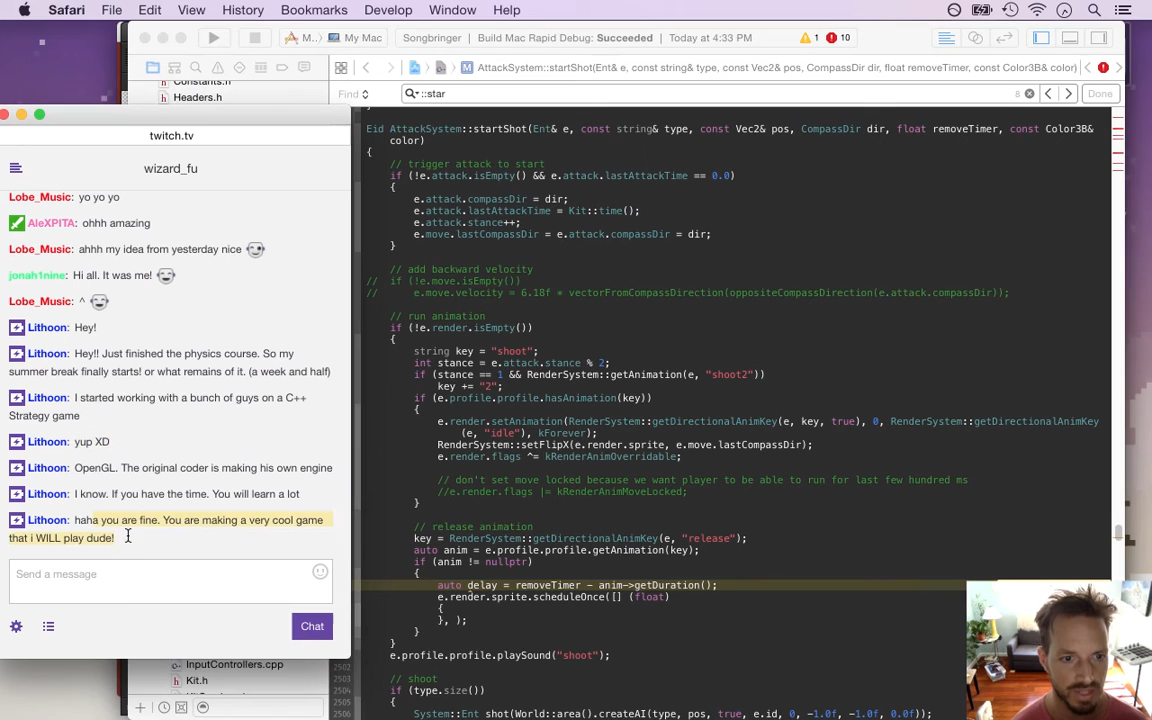 Safari File Edit View History Bookmarks Develop Window Help
M.. My Mac Songbringer Build Mac Rapid Debug: Succeeded Today at 4:33 PM 1 10
AttackSystem::startShot(Ent& e, const string& type, const Vec2& pos, CompassDir dir, float removeTimer, const Color3B& color)
Headers.h
Find ::star 8 Done
twitch.tv
wizard_fu
Lobe_Music: yo yo yo
AleXPITA: ohhh amazing
Lobe_Music: ahhh my idea from yesterday nice
jonah1nine: Hi all. It was me!
Lobe_Music: ^
Lithoon: Hey!
Lithoon: Hey!! Just finished the physics course. So my
summer break finally starts! or what remains of it. (a week and half)
Lithoon: I started working with a bunch of guys on a C++
Strategy game
Lithoon: yup XD
Lithoon: OpenGL. The original coder is making his own engine
Lithoon: I know. If you have the time. You will learn a lot
Lithoon: haha you are fine. You are making a very cool game
that i WILL play dude!
Send a message
Chat
InputControllers.cpp
Kit.h
Eid AttackSystem::startShot(Ent& e, const string& type, const Vec2& pos, CompassDir dir, float removeTimer, const Color3B&
color)
{
// trigger attack to start
if (!e.attack.isEmpty() && e.attack.lastAttackTime == 0.0)
{
e.attack.compassDir = dir;
e.attack.lastAttackTime = Kit::time();
e.attack.stance++;
e.move.lastCompassDir = e.attack.compassDir = dir;
}
// add backward velocity
// if (!e.move.isEmpty())
// e.move.velocity = 6.18f * vectorFromCompassDirection(oppositeCompassDirection(e.attack.compassDir));
// run animation
if (!e.render.isEmpty())
{
string key = "shoot";
int stance = e.attack.stance % 2;
if (stance == 1 && RenderSystem::getAnimation(e, "shoot2"))
key += "2";
if (e.profile.profile.hasAnimation(key))
{
e.render.setAnimation(RenderSystem::getDirectionalAnimKey(e, key, true), 0, RenderSystem::getDirectionalAnimKey
(e, "idle"), kForever);
RenderSystem::setFlipX(e.render.sprite, e.move.lastCompassDir);
e.render.flags ^= kRenderAnimOverridable;
// don't set move locked because we want player to be able to run for last few hundred ms
//e.render.flags |= kRenderAnimMoveLocked;
}
// release animation
key = RenderSystem::getDirectionalAnimKey(e, "release");
auto anim = e.profile.profile.getAnimation(key);
if (anim != nullptr)
{
auto delay = removeTimer - anim->getDuration();
e.render.sprite.scheduleOnce([] (float)
{
}, );
}
}
e.profile.profile.playSound("shoot");
// shoot
2504 if (type.size())
2505 {
2506 System::Ent shot(World::area().createAI(type, pos, true, e.id, 0, -1.0f, -1.0f, 0.0f));